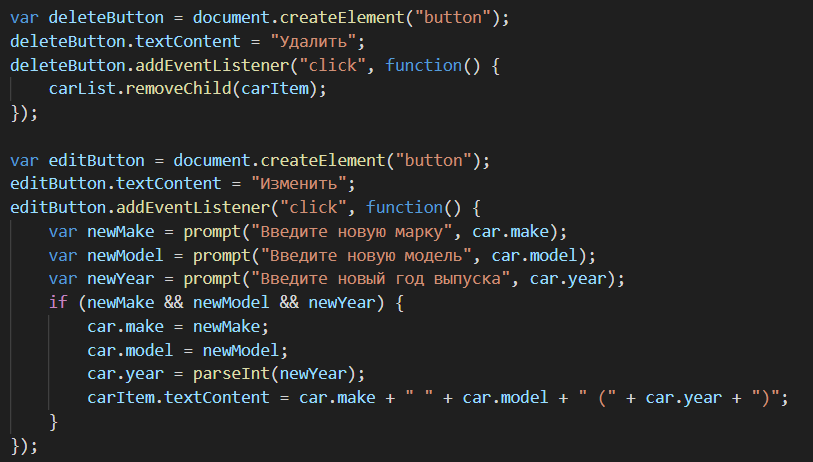 var deleteButton = document.createElement("button");
deleteButton.textContent = "Удалить";
deleteButton.addEventListener("click", function() {
    carList.removeChild(carItem);
});

var editButton = document.createElement("button");
editButton.textContent = "Изменить";
editButton.addEventListener("click", function() {
    var newMake = prompt("Введите новую марку", car.make);
    var newModel = prompt("Введите новую модель", car.model);
    var newYear = prompt("Введите новый год выпуска", car.year);
    if (newMake && newModel && newYear) {
        car.make = newMake;
        car.model = newModel;
        car.year = parseInt(newYear);
        carItem.textContent = car.make + " " + car.model + " (" + car.year + ")";
    }
});